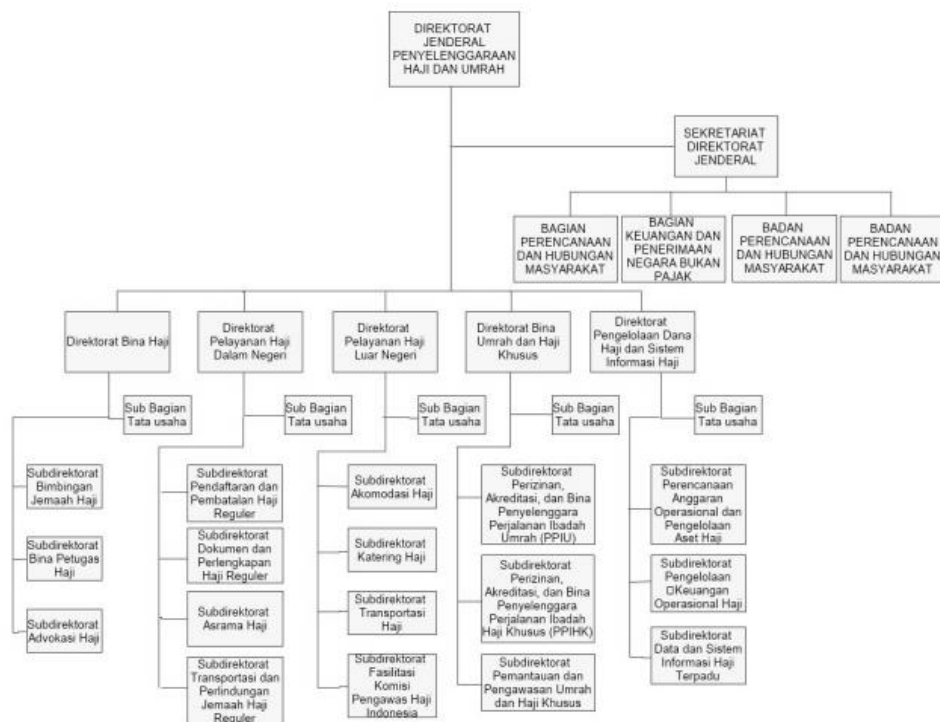 DIREKTORAT
JENDERAL
PENYELENGGARAAN
HAJI DAN UMRAH
SEKRETARIAT
DIREKTORAT
JENDERAL
BAGIAN
PERENCANAAN
DAN HUBUNGAN
MASYARAKAT
BAGIAN
KEUANGAN DAN
PENERIMAAN
NEGARA BUKAN
PAJAK
BADAN
PERENCANAAN
DAN HUBUNGAN
MASYARAKAT
BADAN
PERENCANAAN
DAN HUBUNGAN
MASYARAKAT
Direktorat Bina Haji
Direktorat
Pelayanan Haji
Dalam Negeri
Direktorat
Pelayanan Haji
Luar Negeri
Direktorat Bina
Umrah dan Haji
Khusus
Direktorat
Pengelolaan Dana
Haji dan Sistem
Informasi Haji
Sub Bagian
Tata usaha
Sub Bagian
Tata usaha
Sub Bagian
Tata usaha
Sub Bagian
Tata usaha
Sub Bagian
Tata usaha
Subdirektorat
Bimbingan
Jemaah Haji
Subdirektorat
Bina Petugas
Haji
Subdirektorat
Advokasi Haji
Subdirektorat
Pendaftaran dan
Pembatalan Haji
Reguler
Subdirektorat
Dokumen dan
Perlengkapan
Haji Reguler
Subdirektorat
Asrama Haji
Subdirektorat
Transportasi dan
Perlindungan
Jemaah Haji
Reguler
Subdirektorat
Akomodasi Haji
Subdirektorat
Katering Haji
Subdirektorat
Transportasi
Haji
Subdirektorat
Fasilitasi
Komisi
Pengawas Haji
Indonesia
Subdirektorat
Perizinan,
Akreditasi, dan Bina
Penyelenggara
Perjalanan Ibadah
Umrah (PPIU)
Subdirektorat
Perizinan,
Akreditasi, dan Bina
Penyelenggara
Perjalanan Ibadah
Haji Khusus (PPIHK)
Subdirektorat
Pemantauan dan
Pengawasan Umrah
dan Haji Khusus
Subdirektorat
Perencanaan
Anggaran
Operasional dan
Pengelolaan
Aset Haji
Subdirektorat
Pengelolaan
□Keuangan
Operasional Haji
Subdirektorat
Data dan Sistem
Informasi Haji
Terpadu